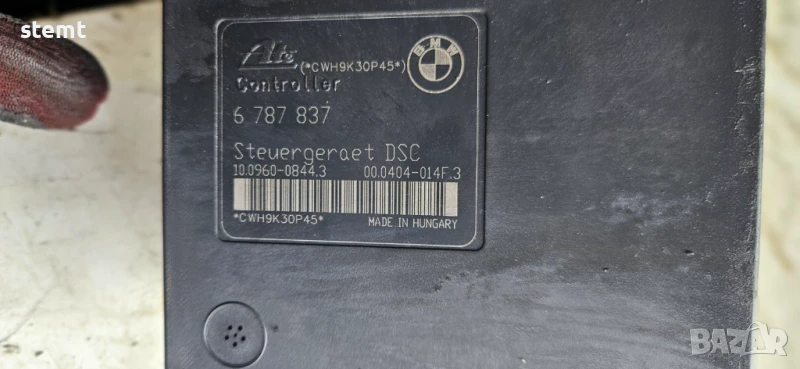 stemt
Ate (*CWH9K30P45*)
BMW
Controller
6 787 837
Steuergeraet DSC
10.0960-0844.3 00.0404-014F.3
*CWH9K30P45* MADE IN HUNGARY
BAZAR